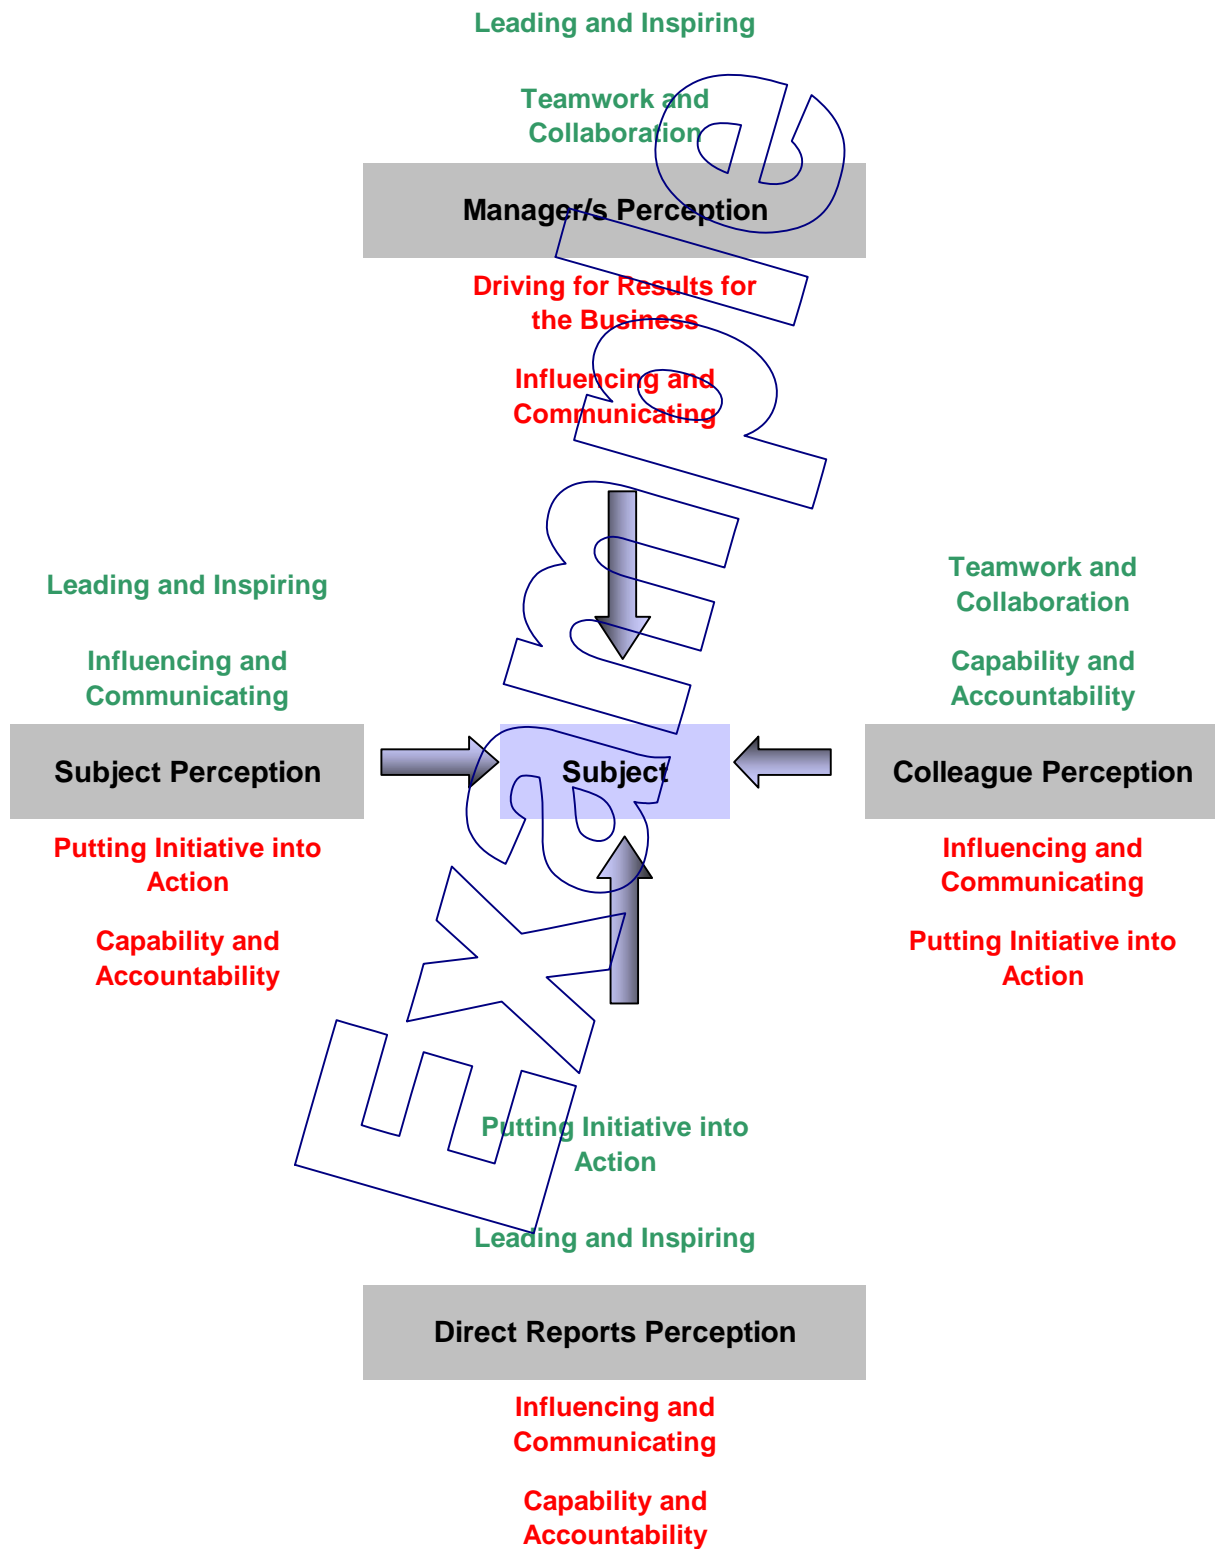 Leading and Inspiring
Teamwork and
Collaboration
Manager/s Perception
Driving for Results for
the Business
Influencing and
Communicating
Leading and Inspiring
Influencing and
Communicating
Subject Perception
Putting Initiative into
Action
Capability and
Accountability
Subject
Teamwork and
Collaboration
Capability and
Accountability
Colleague Perception
Influencing and
Communicating
Putting Initiative into
Action
Putting Initiative into
Action
Leading and Inspiring
Direct Reports Perception
Influencing and
Communicating
Capability and
Accountability
Example